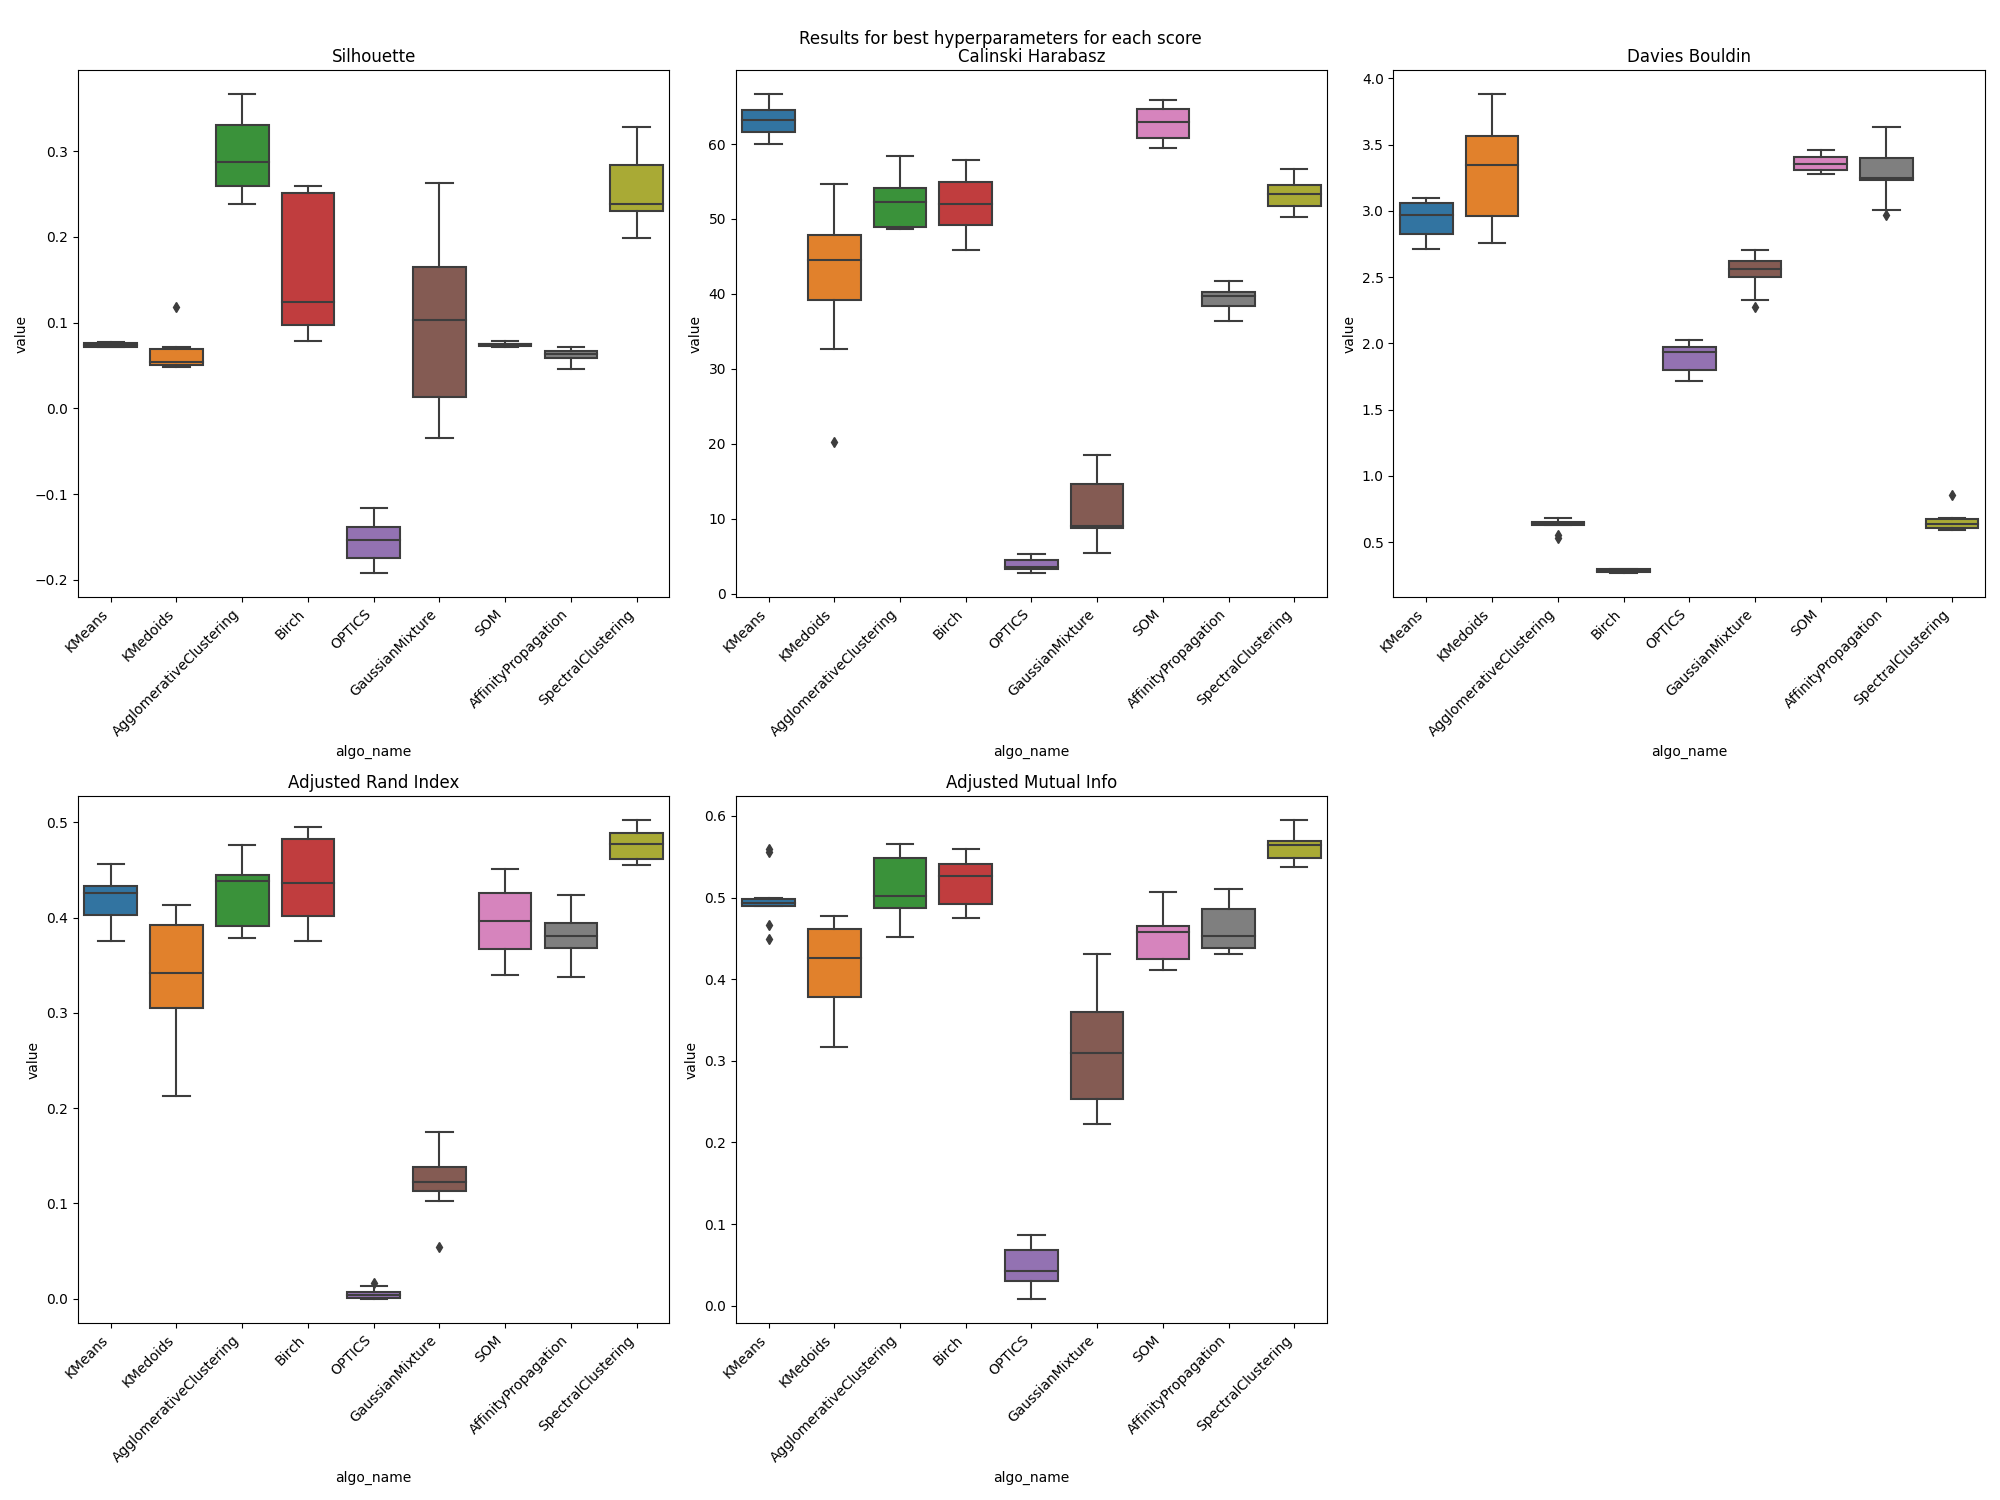 Results for best hyperparameters for each score
Silhouette
value
0.3
0.2
0.1
0.0
−0.1
−0.2
KMeans
KMedoids
AgglomerativeClustering
Birch
OPTICS
GaussianMixture
SOM
AffinityPropagation
SpectralClustering
algo_name
Calinski Harabasz
value
60
50
40
30
20
10
0
KMeans
KMedoids
AgglomerativeClustering
Birch
OPTICS
GaussianMixture
SOM
AffinityPropagation
SpectralClustering
algo_name
Davies Bouldin
value
4.0
3.5
3.0
2.5
2.0
1.5
1.0
0.5
KMeans
KMedoids
AgglomerativeClustering
Birch
OPTICS
GaussianMixture
SOM
AffinityPropagation
SpectralClustering
algo_name
Adjusted Rand Index
value
0.5
0.4
0.3
0.2
0.1
0.0
KMeans
KMedoids
AgglomerativeClustering
Birch
OPTICS
GaussianMixture
SOM
AffinityPropagation
SpectralClustering
algo_name
Adjusted Mutual Info
value
0.6
0.5
0.4
0.3
0.2
0.1
0.0
KMeans
KMedoids
AgglomerativeClustering
Birch
OPTICS
GaussianMixture
SOM
AffinityPropagation
SpectralClustering
algo_name